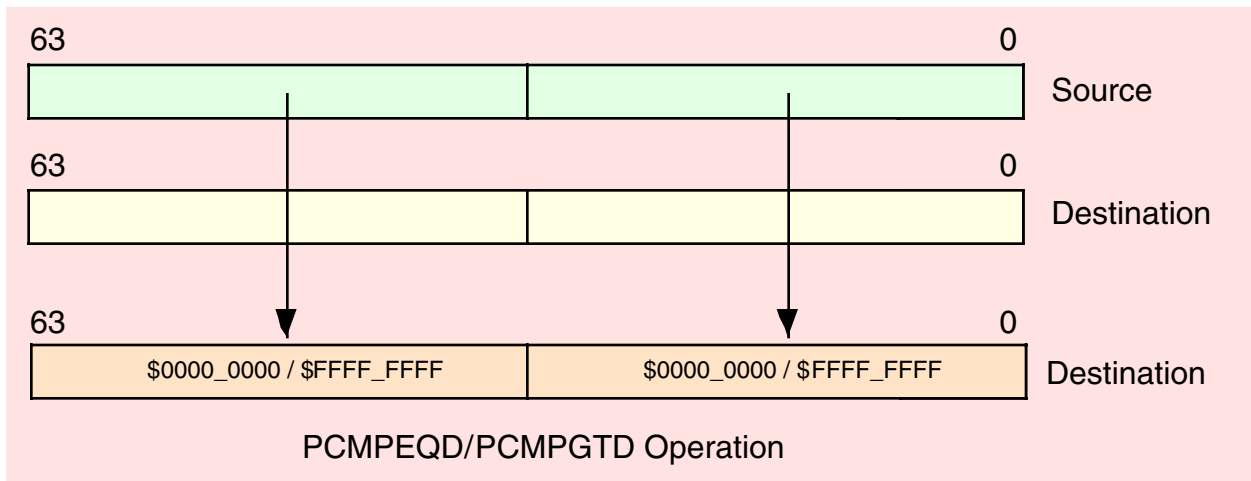 63 0
Source
63 0
Destination
63 0
$0000_0000 / $FFFF_FFFF $0000_0000 / $FFFF_FFFF Destination
PCMPEQD/PCMPGTD Operation